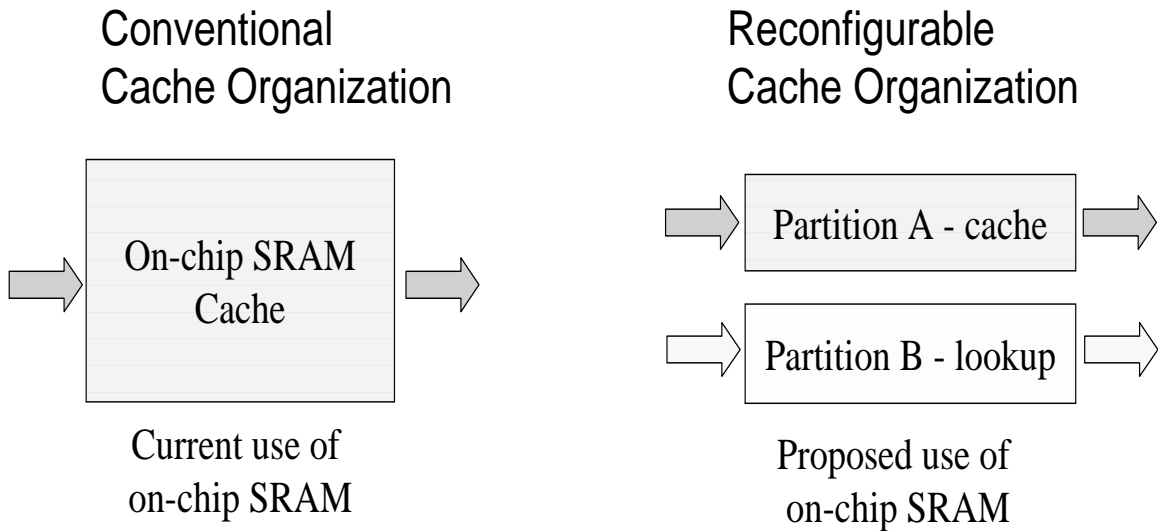 Conventional
Cache Organization
On-chip SRAM
Cache
Current use of
on-chip SRAM
Reconfigurable
Cache Organization
Partition A - cache
Partition B - lookup
Proposed use of
on-chip SRAM